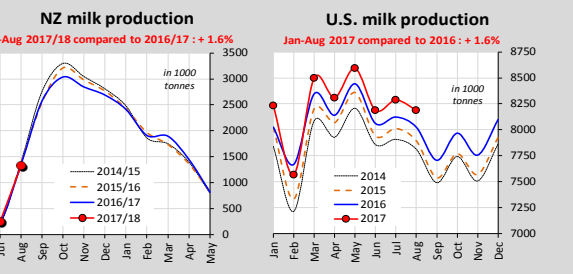 NZ milk production
-Aug 2017/18 compared to 2016/17 : + 1.6%
in 1000
tonnes
3500
3000
2500
2000
1500
1000
500
0
2014/15
2015/16
2016/17
2017/18
Jul
Aug
Sep
Oct
Nov
Dec
Jan
Feb
Mar
Apr
May
U.S. milk production
Jan-Aug 2017 compared to 2016 : + 1.6%
in 1000
tonnes
8750
8500
8250
8000
7750
7500
7250
7000
2014
2015
2016
2017
Jan
Feb
Mar
Apr
May
Jun
Jul
Aug
Sep
Oct
Nov
Dec